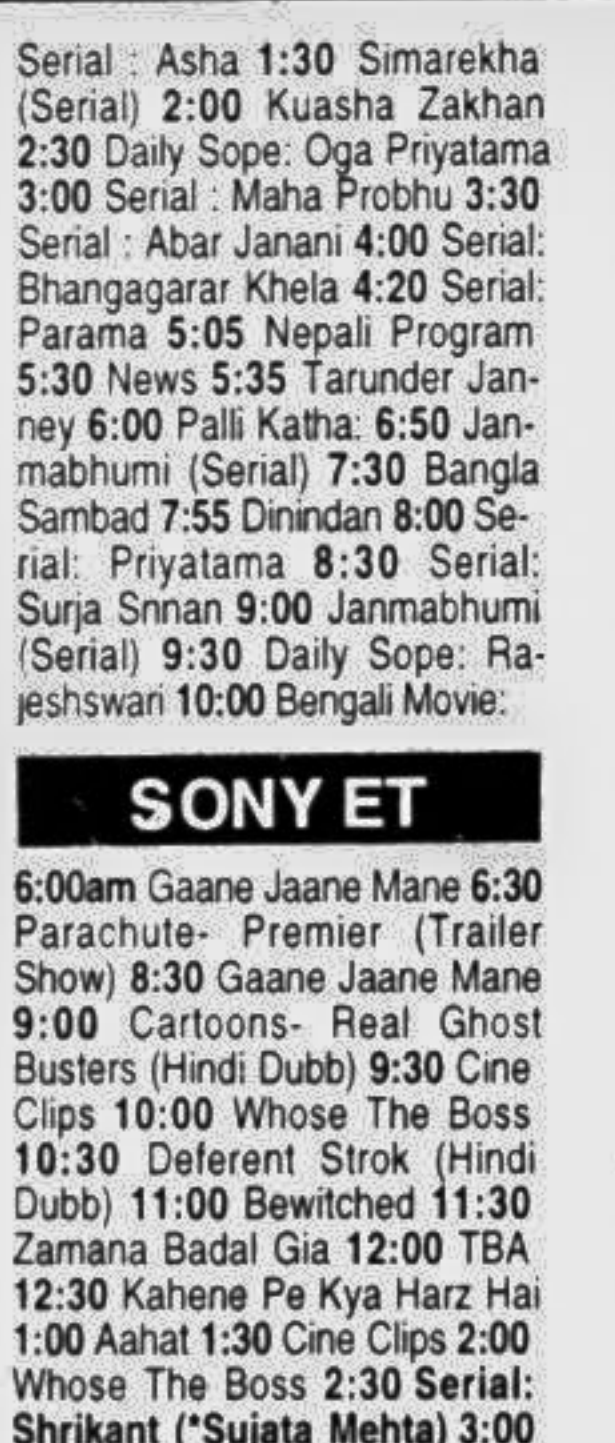 Serial : Asha 1:30 Simarekha
(Serial) 2:00 Kuasha Zakhan
2:30 Daily Sope: Oga Priyatama
3:00 Serial : Maha Probhu 3:30
Serial : Abar Janani 4:00 Serial:
Bhangagarar Khela 4:20 Serial:
Parama 5:05 Nepali Program
5:30 News 5:35 Tarunder Jan-
ney 6:00 Palli Katha: 6:50 Jan-
mabhumi (Serial) 7:30 Bangla
Sambad 7:55 Dinindan 8:00 Se-
rial: Priyatama 8:30 Serial:
Surja Snnan 9:00 Janmabhumi
(Serial) 9:30 Daily Sope: Ra-
jeshswari 10:00 Bengali Movie:
SONY ET
6:00am Gaane Jaane Mane 6:30
Parachute- Premier (Trailer
Show) 8:30 Gaane Jaane Mane
9:00 Cartoons- Real Ghost
Busters (Hindi Dubb) 9:30 Cine
Clips 10:00 Whose The Boss
10:30 Deferent Strok (Hindi
Dubb) 11:00 Bewitched 11:30
Zamana Badal Gia 12:00 TBA
12:30 Kahene Pe Kya Harz Hai
1:00 Aahat 1:30 Cine Clips 2:00
Whose The Boss 2:30 Serial:
Shrikant (*Sujata Mehta) 3:00